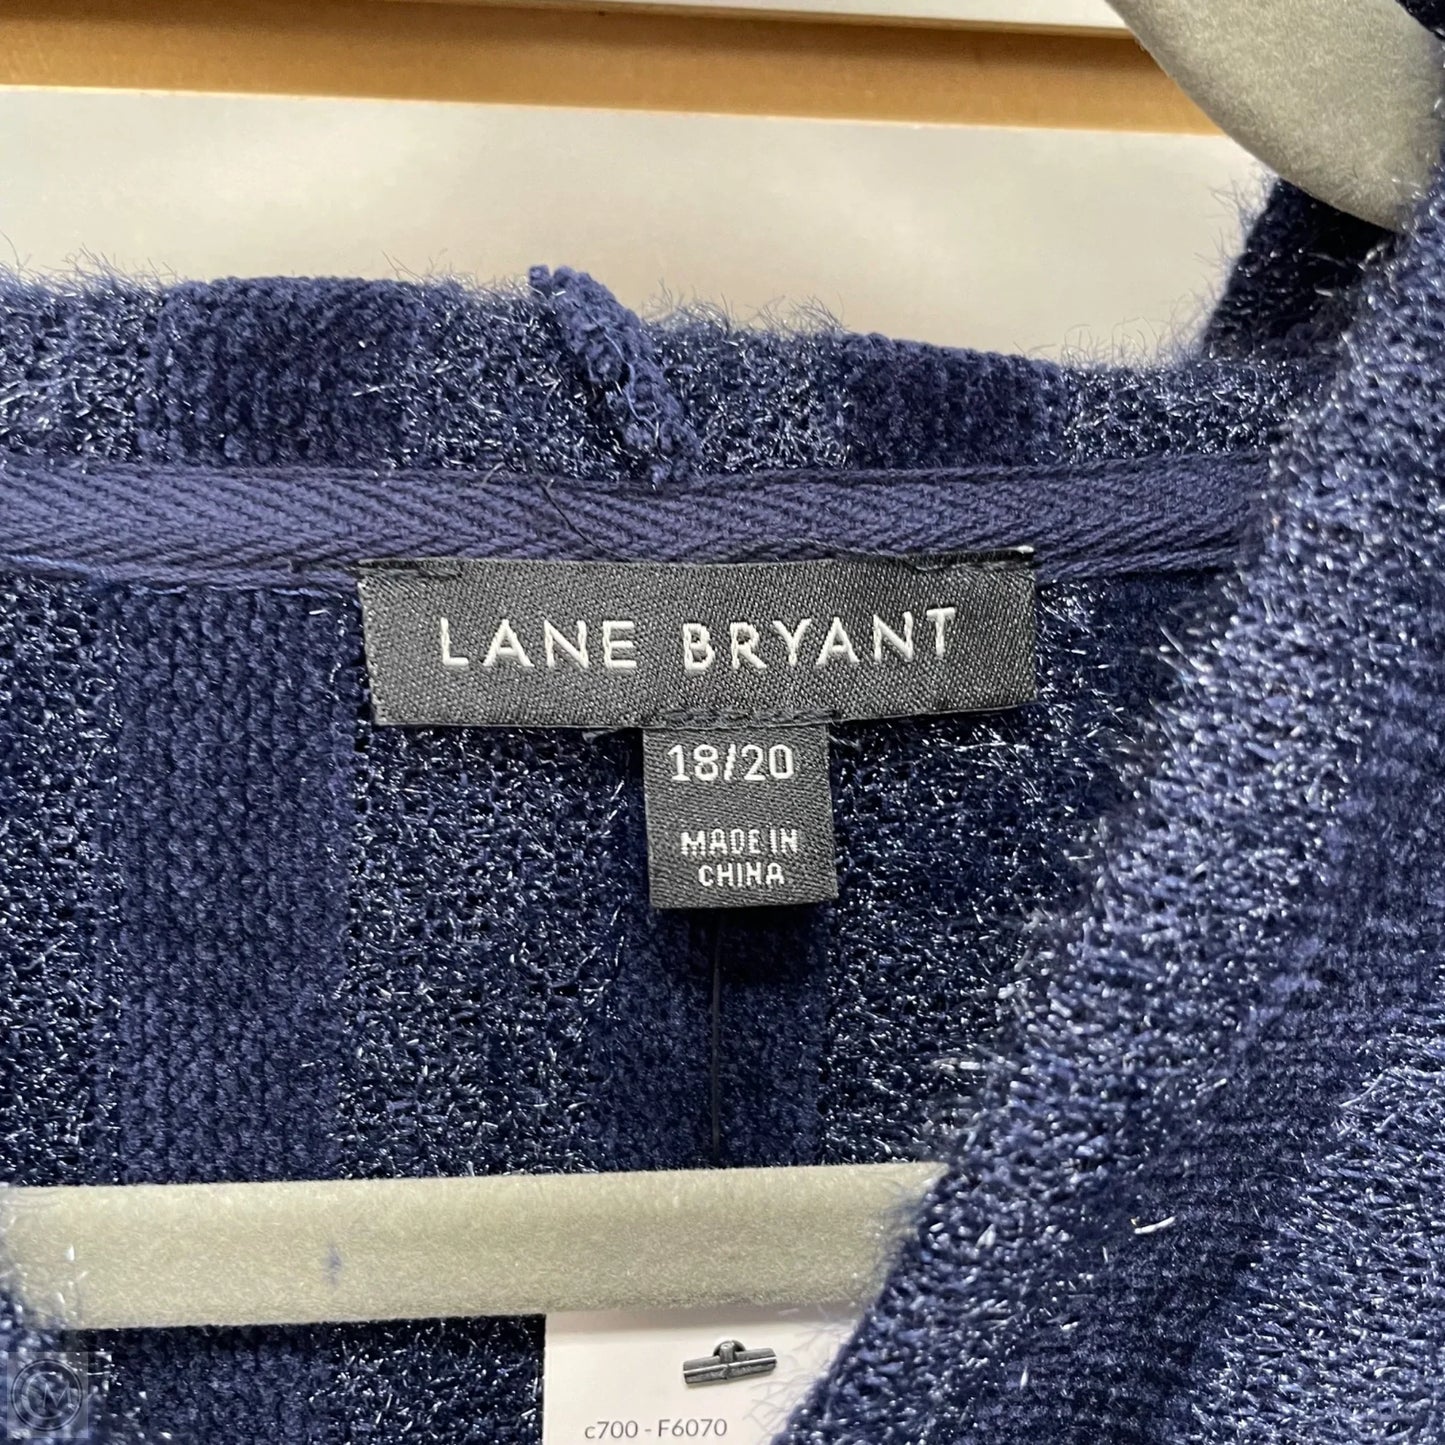 LANE BRYANT
18/20
MADE IN
CHINA
c700 - F6070